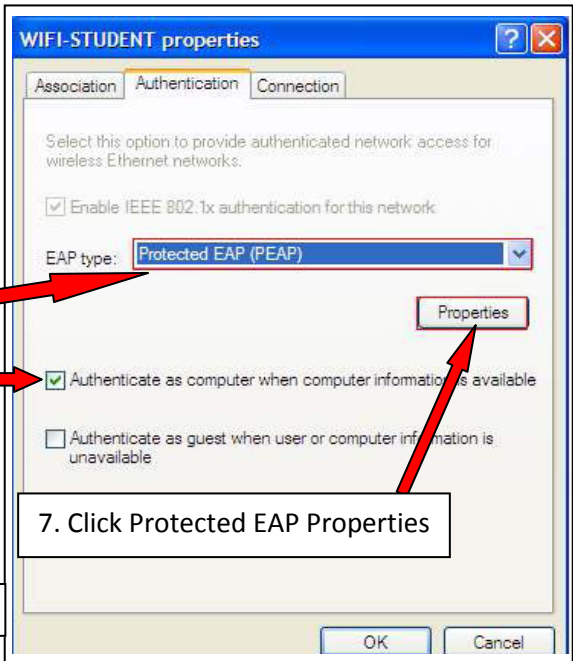 WIFI-STUDENT properties
Association Authentication Connection
Select this option to provide authenticated network access for
wireless Ethernet networks.
Enable IEEE 802.1x authentication for this network
EAP type: Protected EAP (PEAP)
Properties
Authenticate as computer when computer information is available
Authenticate as guest when user or computer information is
unavailable
7. Click Protected EAP Properties
OK Cancel